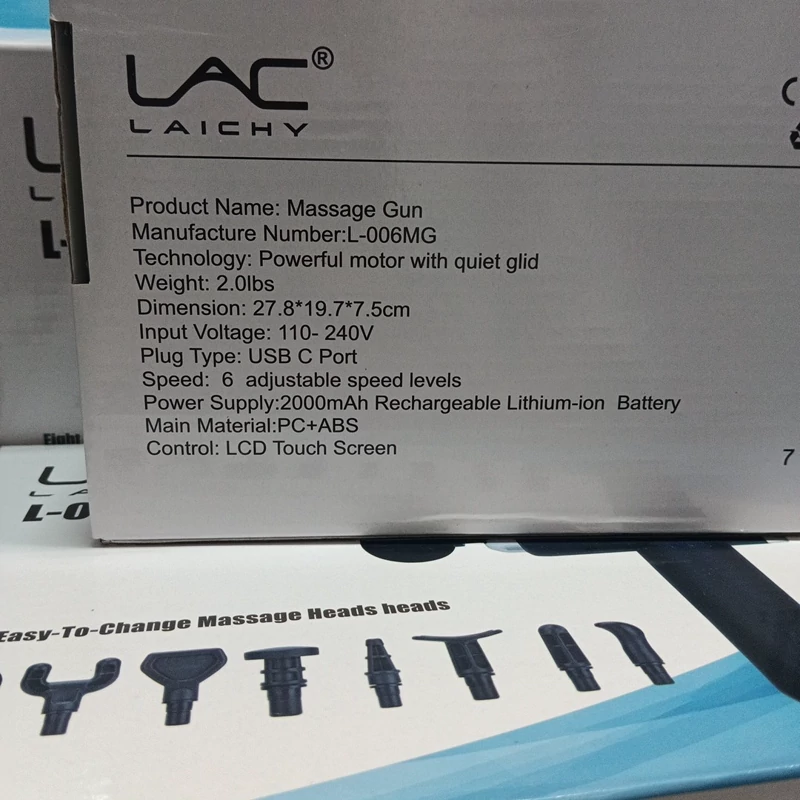 LAC®
LAICHY
Product Name: Massage Gun
Manufacture Number:L-006MG
Technology: Powerful motor with quiet glid
Weight: 2.0lbs
Dimension: 27.8*19.7*7.5cm
Input Voltage: 110- 240V
Plug Type: USB C Port
Speed:  6  adjustable speed levels
Power Supply:2000mAh Rechargeable Lithium-ion  Battery
Main Material:PC+ABS
Control: LCD Touch Screen
7
Eight
L-0
Easy-To-Change Massage Heads heads